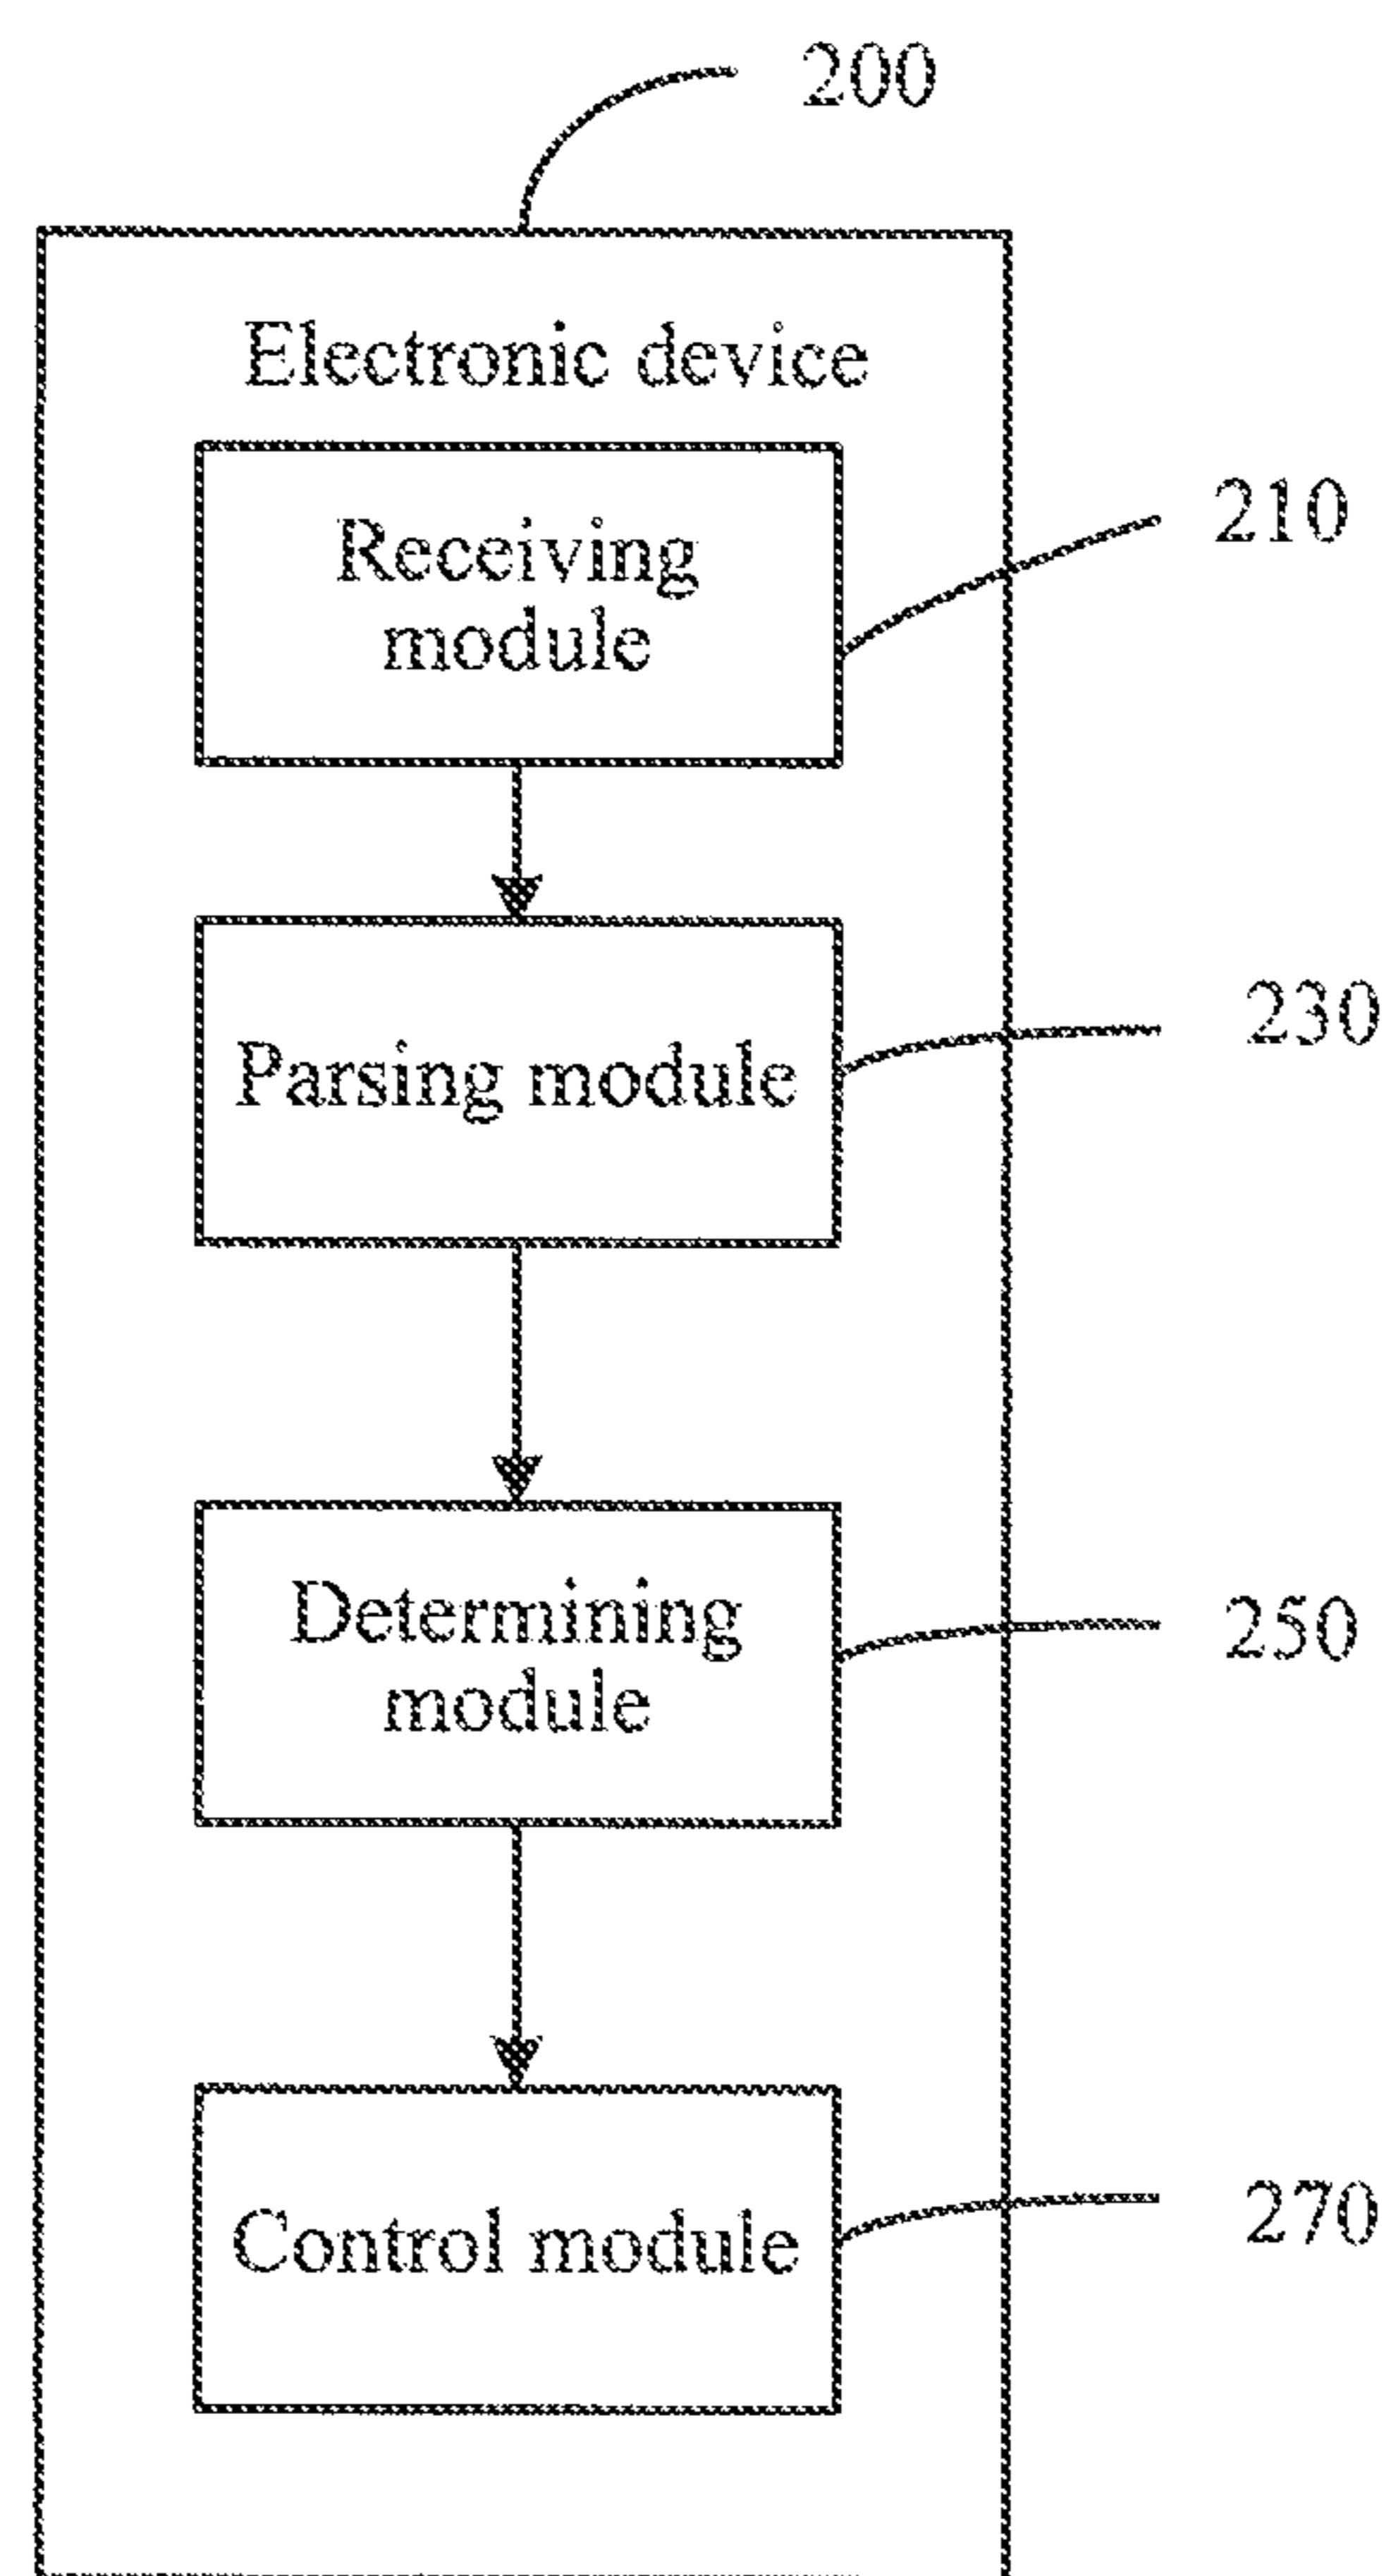 200
Electronic device
Receiving
module
210
Parsing module
230
Determining
module
250
Control module
270